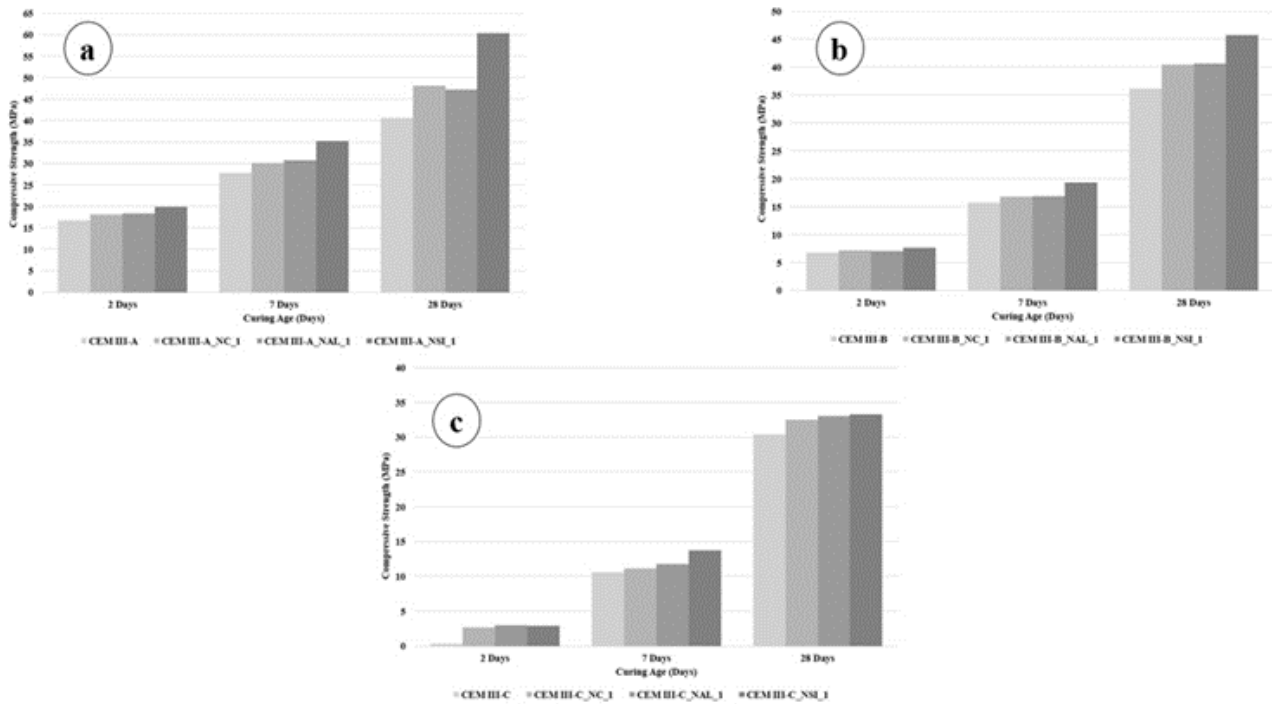 a
Compressive Strength (MPa)
65
60
55
50
45
40
35
30
25
20
15
10
5
0
2 Days 7 Days 28 Days
Curing Age (Days)
CEM III-A CEM III-A_NC_1 CEM III-A_NAL_1 CEM III-A_NSI_1
b
Compressive Strength (MPa)
50
45
40
35
30
25
20
15
10
5
0
2 Days 7 Days 28 Days
Curing Age (Days)
CEM III-B CEM III-B_NC_1 CEM III-B_NAL_1 CEM III-B_NSI_1
c
Compressive Strength (MPa)
40
35
30
25
20
15
10
5
0
2 Days 7 Days 28 Days
Curing Age (Days)
CEM III-C CEM III-C_NC_1 CEM III-C_NAL_1 CEM III-C_NSI_1